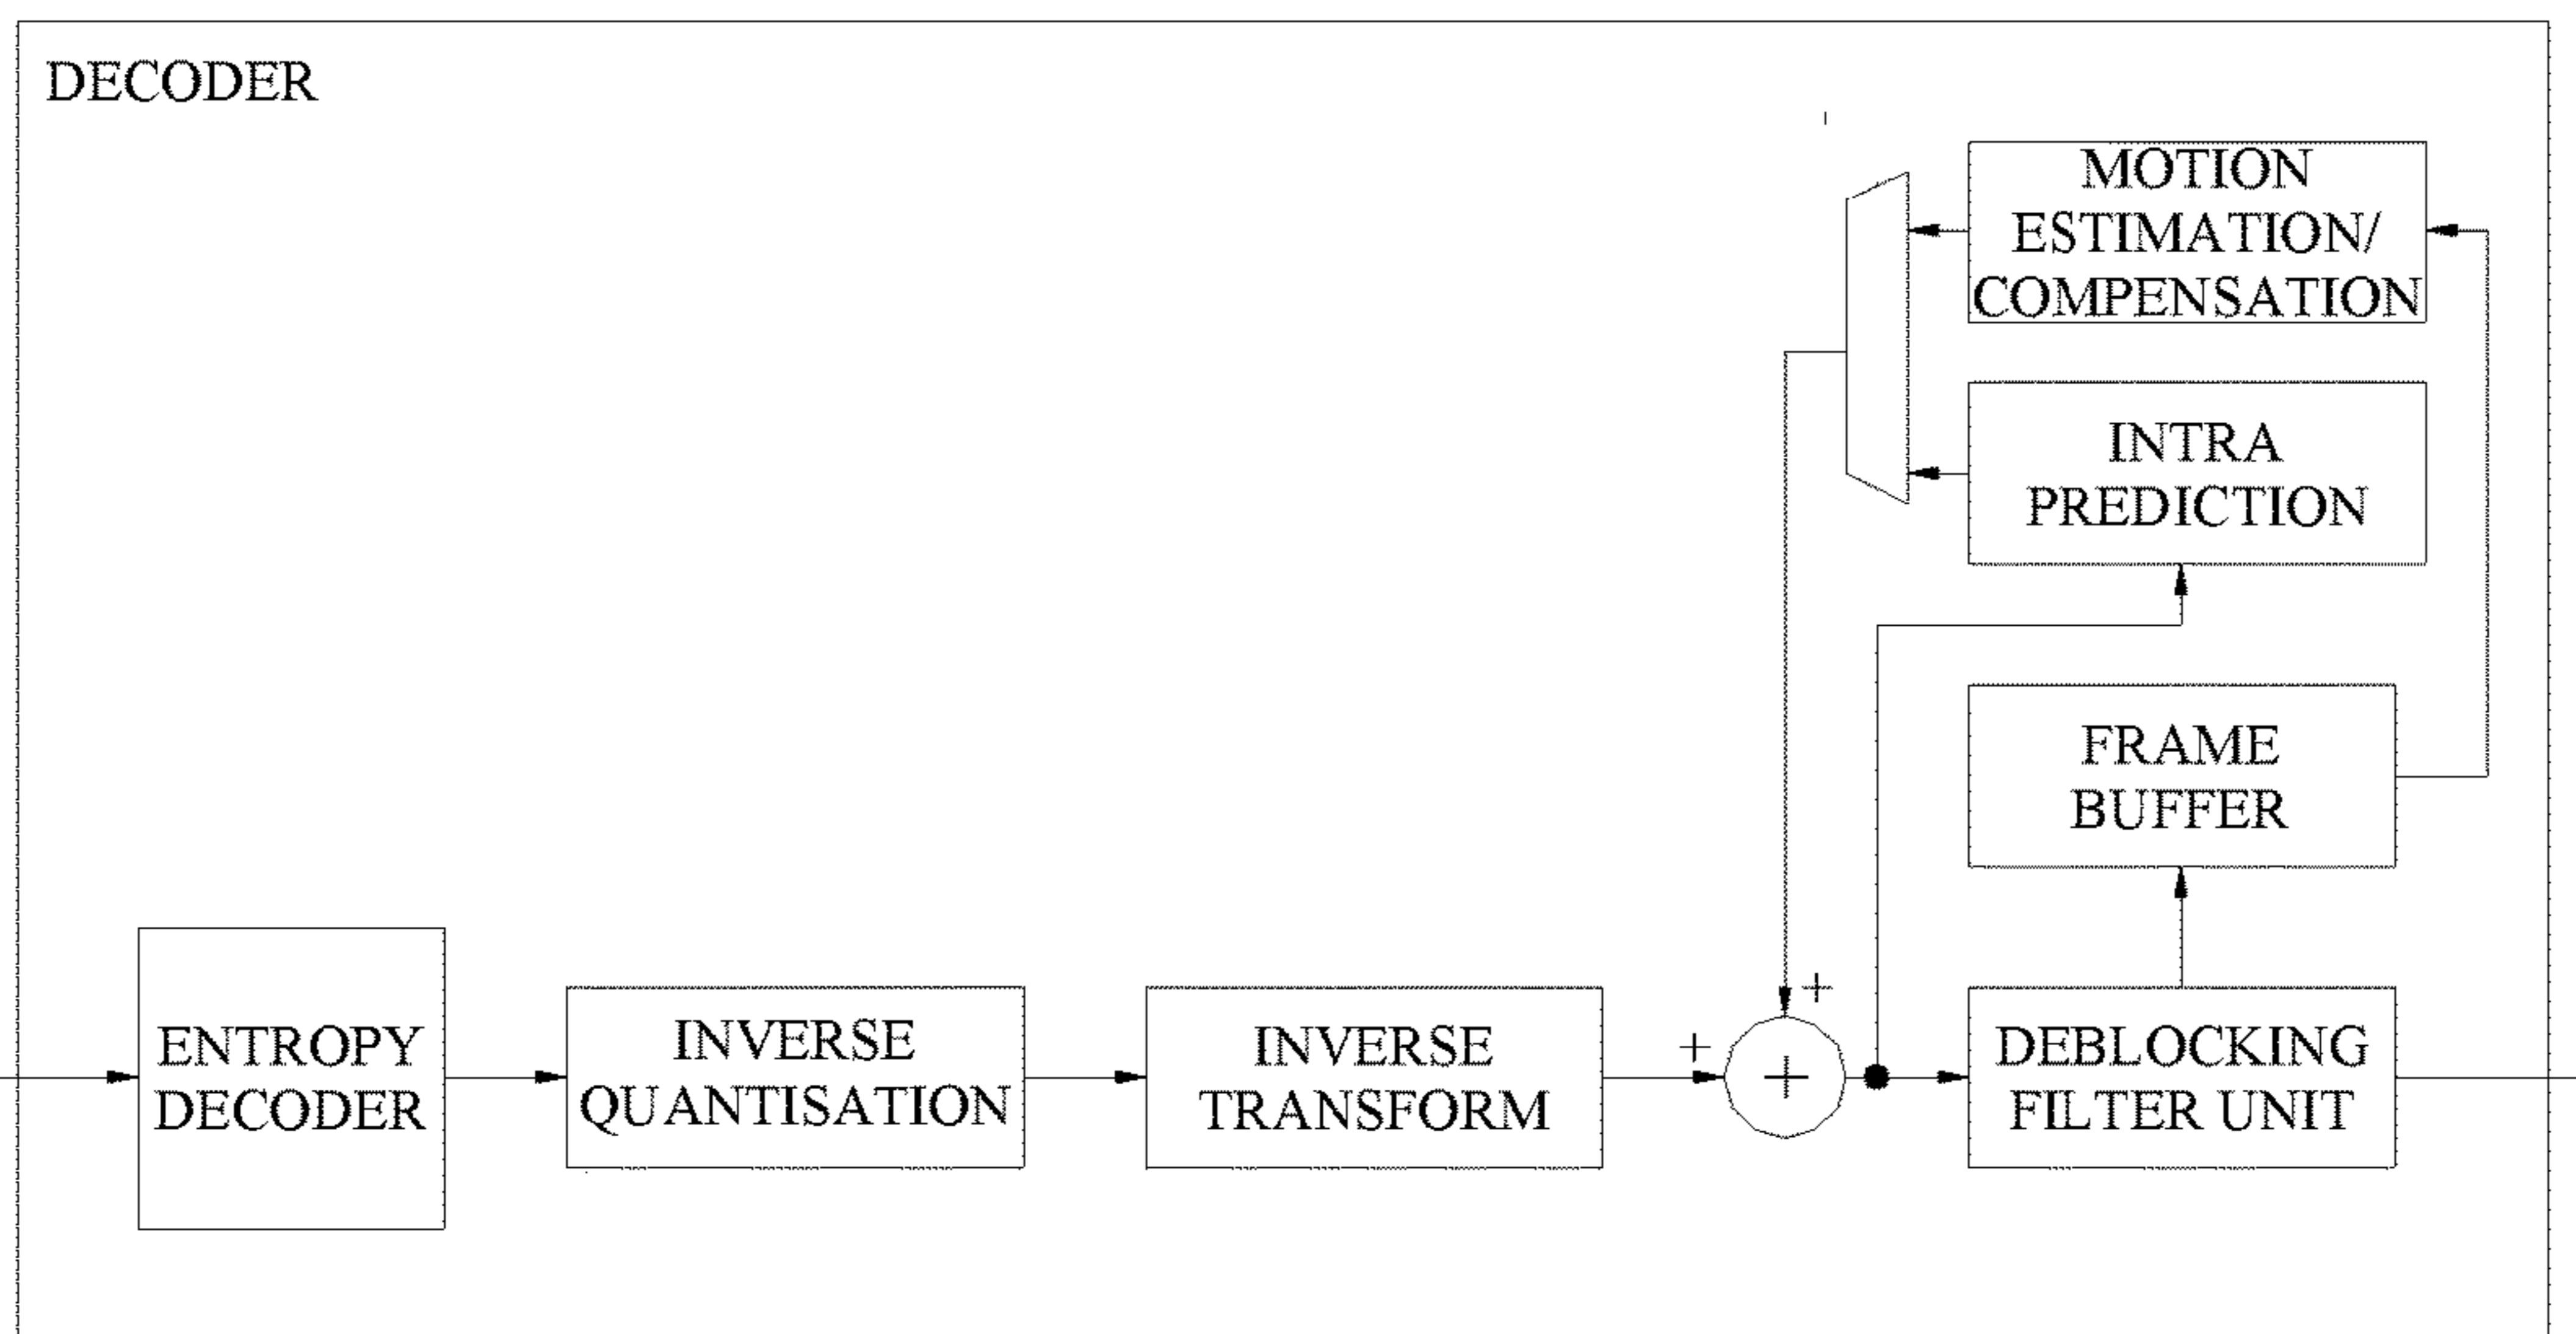 DECODER
MOTION
ESTIMATION/
COMPENSATION
INTRA
PREDICTION
FRAME
BUFFER
ENTROPY
DECODER
INVERSE
QUANTISATION
INVERSE
TRANSFORM
+
+
+
DEBLOCKING
FILTER UNIT